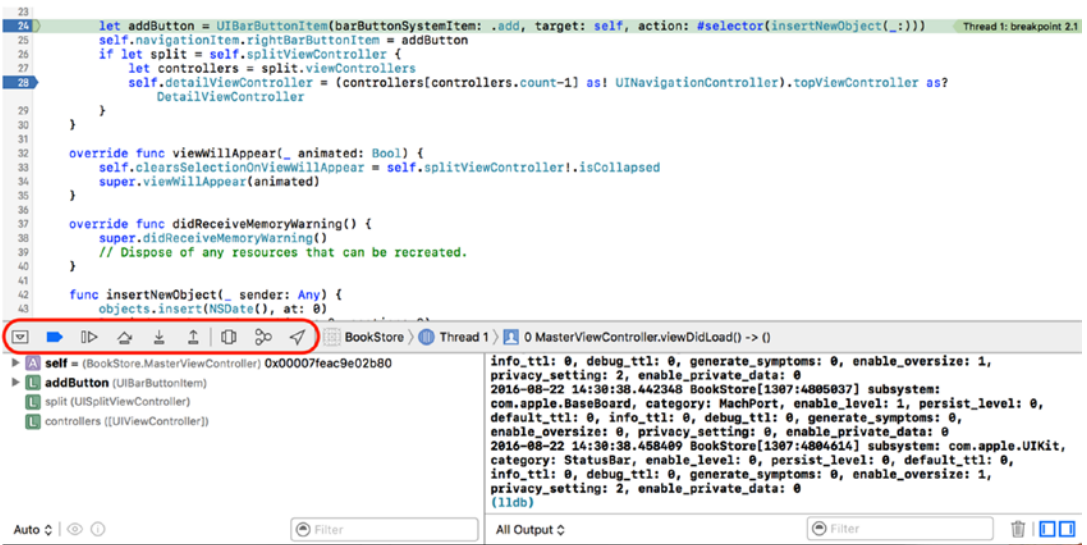 23
24 let addButton = UIBarButtonItem(barButtonSystemItem: .add, target: self, action: #selector(insertNewObject(_:))) Thread 1: breakpoint 2.1
25 self.navigationItem.rightBarButtonItem = addButton
26 if let split = self.splitViewController {
27 let controllers = split.viewControllers
28 self.detailViewController = (controllers[controllers.count-1] as! UINavigationController).topViewController as?
DetailViewController
29 }
30 }
31
32 override func viewWillAppear(_ animated: Bool) {
33 self.clearsSelectionOnViewWillAppear = self.splitViewController!.isCollapsed
34 super.viewWillAppear(animated)
35 }
36
37 override func didReceiveMemoryWarning() {
38 super.didReceiveMemoryWarning()
39 // Dispose of any resources that can be recreated.
40 }
41
42 func insertNewObject(_ sender: Any) {
43 objects.insert(NSDate(), at: 0)
BookStore Thread 1 0 MasterViewController.viewDidLoad() -> ()
A self = (BookStore.MasterViewController) 0x00007feac9e02b80
L addButton (UIBarButtonItem)
L split (UISplitViewController)
L controllers ([UIViewController])
info_ttl: 0, debug_ttl: 0, generate_symptoms: 0, enable_oversize: 1,
privacy_setting: 2, enable_private_data: 0
2016-08-22 14:30:38.442348 BookStore[1307:4805037] subsystem:
com.apple.BaseBoard, category: MachPort, enable_level: 1, persist_level: 0,
default_ttl: 0, info_ttl: 0, debug_ttl: 0, generate_symptoms: 0,
enable_oversize: 0, privacy_setting: 0, enable_private_data: 0
2016-08-22 14:30:38.458409 BookStore[1307:4804614] subsystem: com.apple.UIKit,
category: StatusBar, enable_level: 0, persist_level: 0, default_ttl: 0,
info_ttl: 0, debug_ttl: 0, generate_symptoms: 0, enable_oversize: 1,
privacy_setting: 2, enable_private_data: 0
(lldb)
Auto Filter All Output Filter